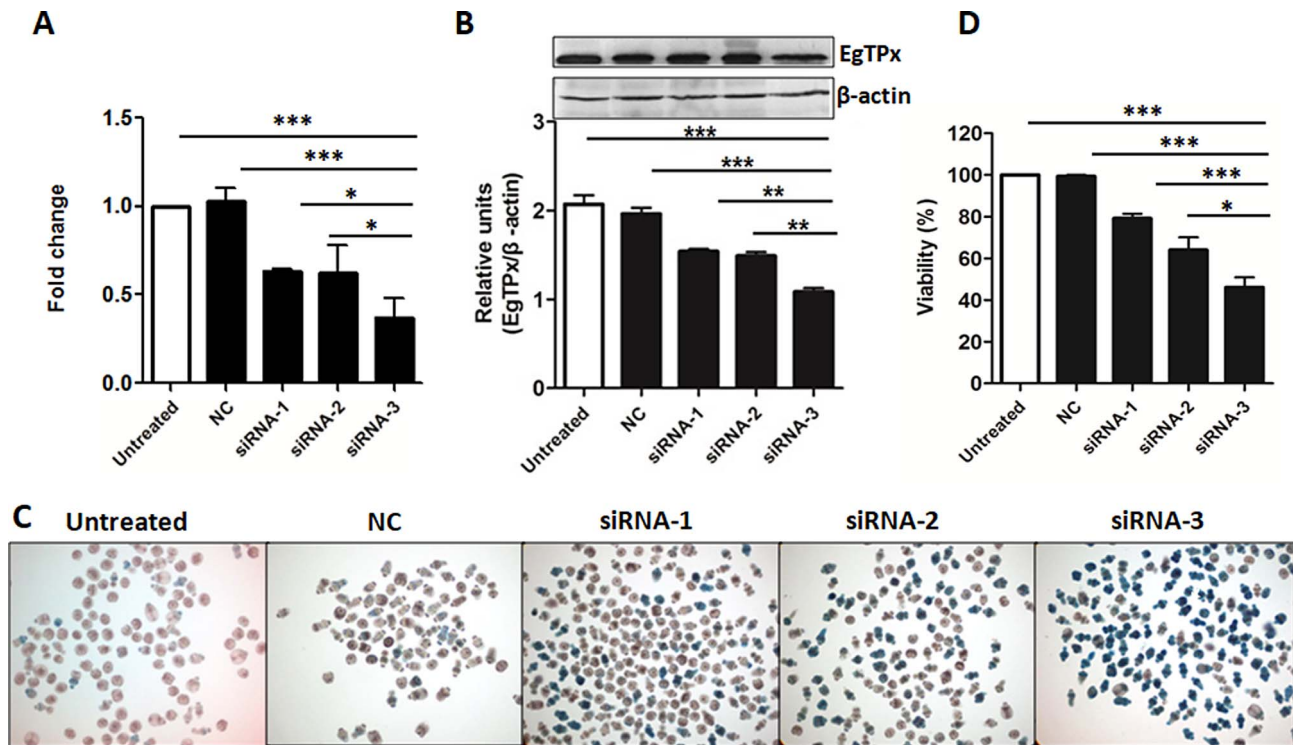 A
Fold change
1.5
1.0
0.5
0.0
***
***
*
*
Untreated
NC
siRNA-1
siRNA-2
siRNA-3
B
EgTPx
β-actin
Relative units
(EgTPx/β -actin)
3
2
1
0
***
***
**
**
Untreated
NC
siRNA-1
siRNA-2
siRNA-3
D
Viability (%)
120
100
80
60
40
20
0
***
***
***
*
Untreated
NC
siRNA-1
siRNA-2
siRNA-3
C
Untreated
NC
siRNA-1
siRNA-2
siRNA-3